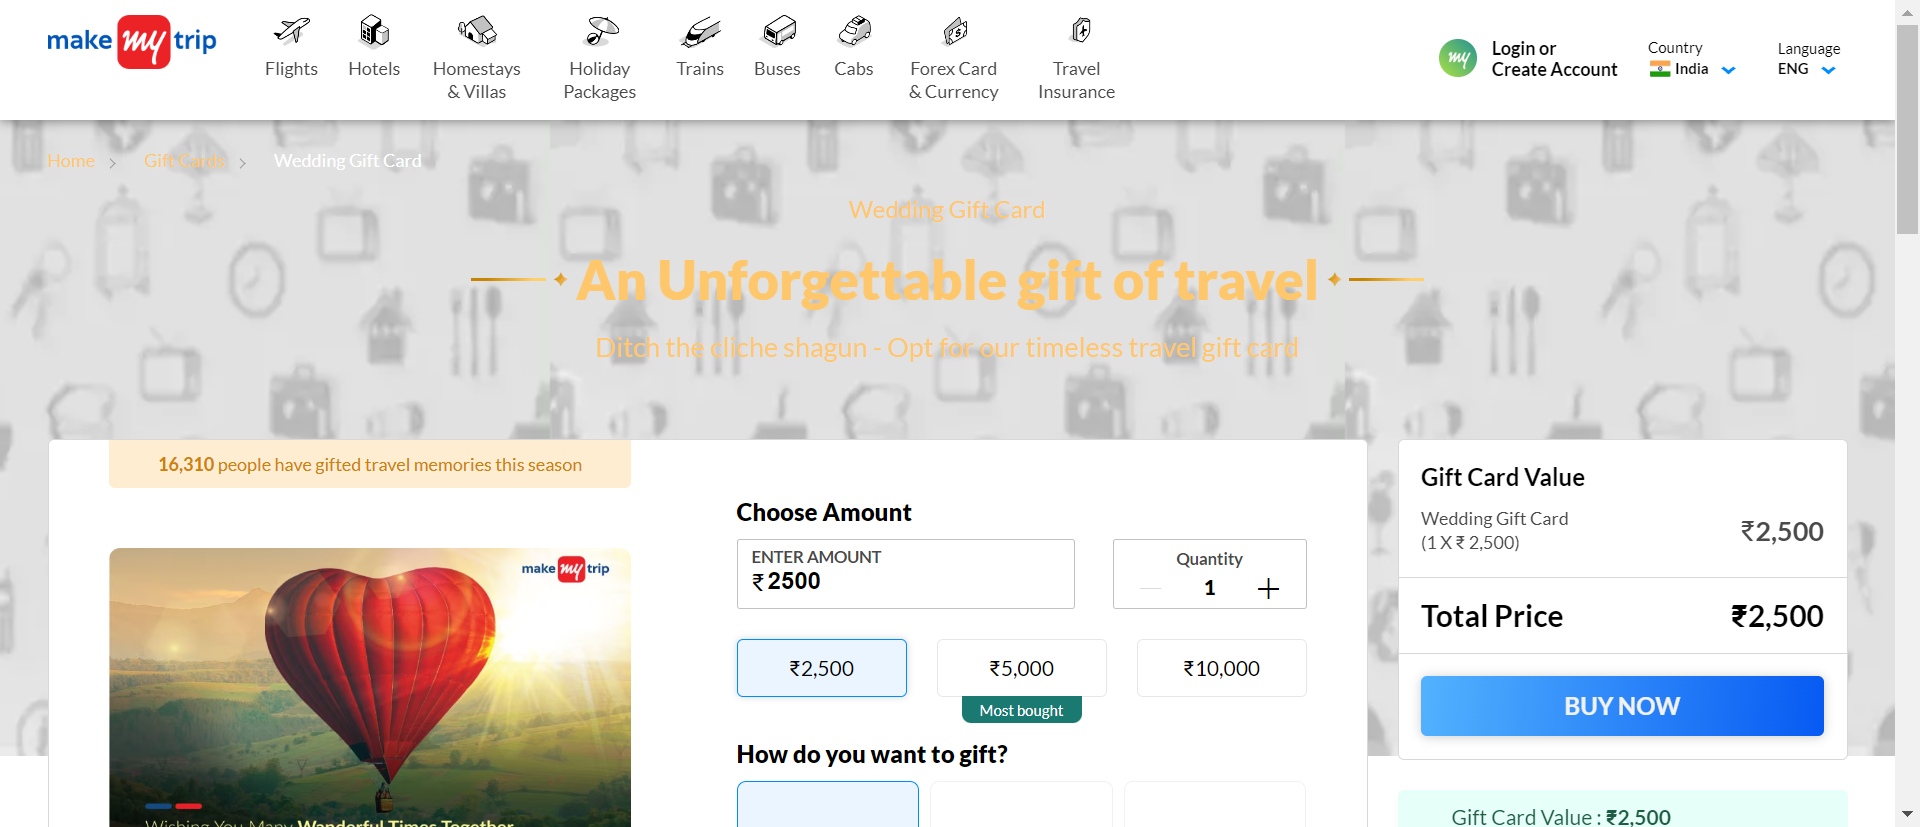 make my trip
Flights
Hotels
Homestays
& Villas
Holiday
Packages
Trains
Buses
Cabs
Forex Card
& Currency
Travel
Insurance
my
Login or
Create Account
Country
India
Language
ENG
Home
Gift Cards
Wedding Gift Card
Wedding Gift Card
An Unforgettable gift of travel
Ditch the cliche shagun - Opt for our timeless travel gift card
16,310 people have gifted travel memories this season
make my trip
Wishing You Many Wonderful Times Together
Choose Amount
ENTER AMOUNT
₹ 2500
Quantity
1
₹2,500
₹5,000
₹10,000
Most bought
How do you want to gift?
Gift Card Value
Wedding Gift Card
(1 X ₹ 2,500)
₹2,500
Total Price
₹2,500
BUY NOW
Gift Card Value : ₹2,500